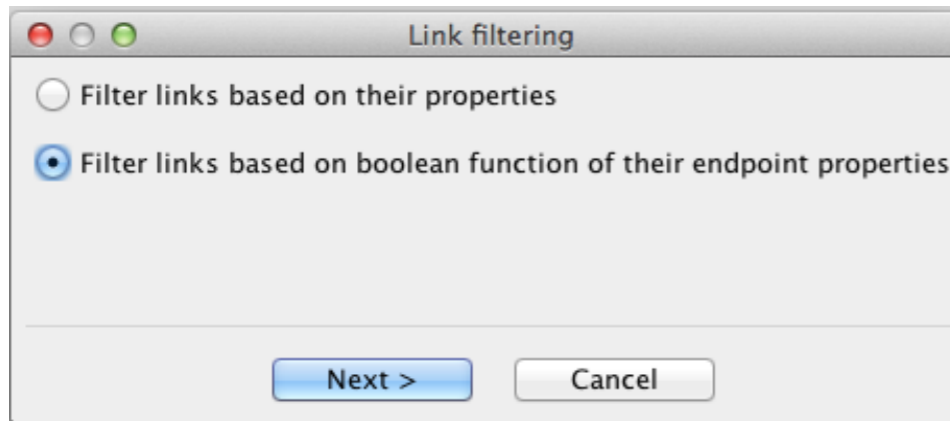 Link filtering
Filter links based on their properties
Filter links based on boolean function of their endpoint properties
Next >
Cancel